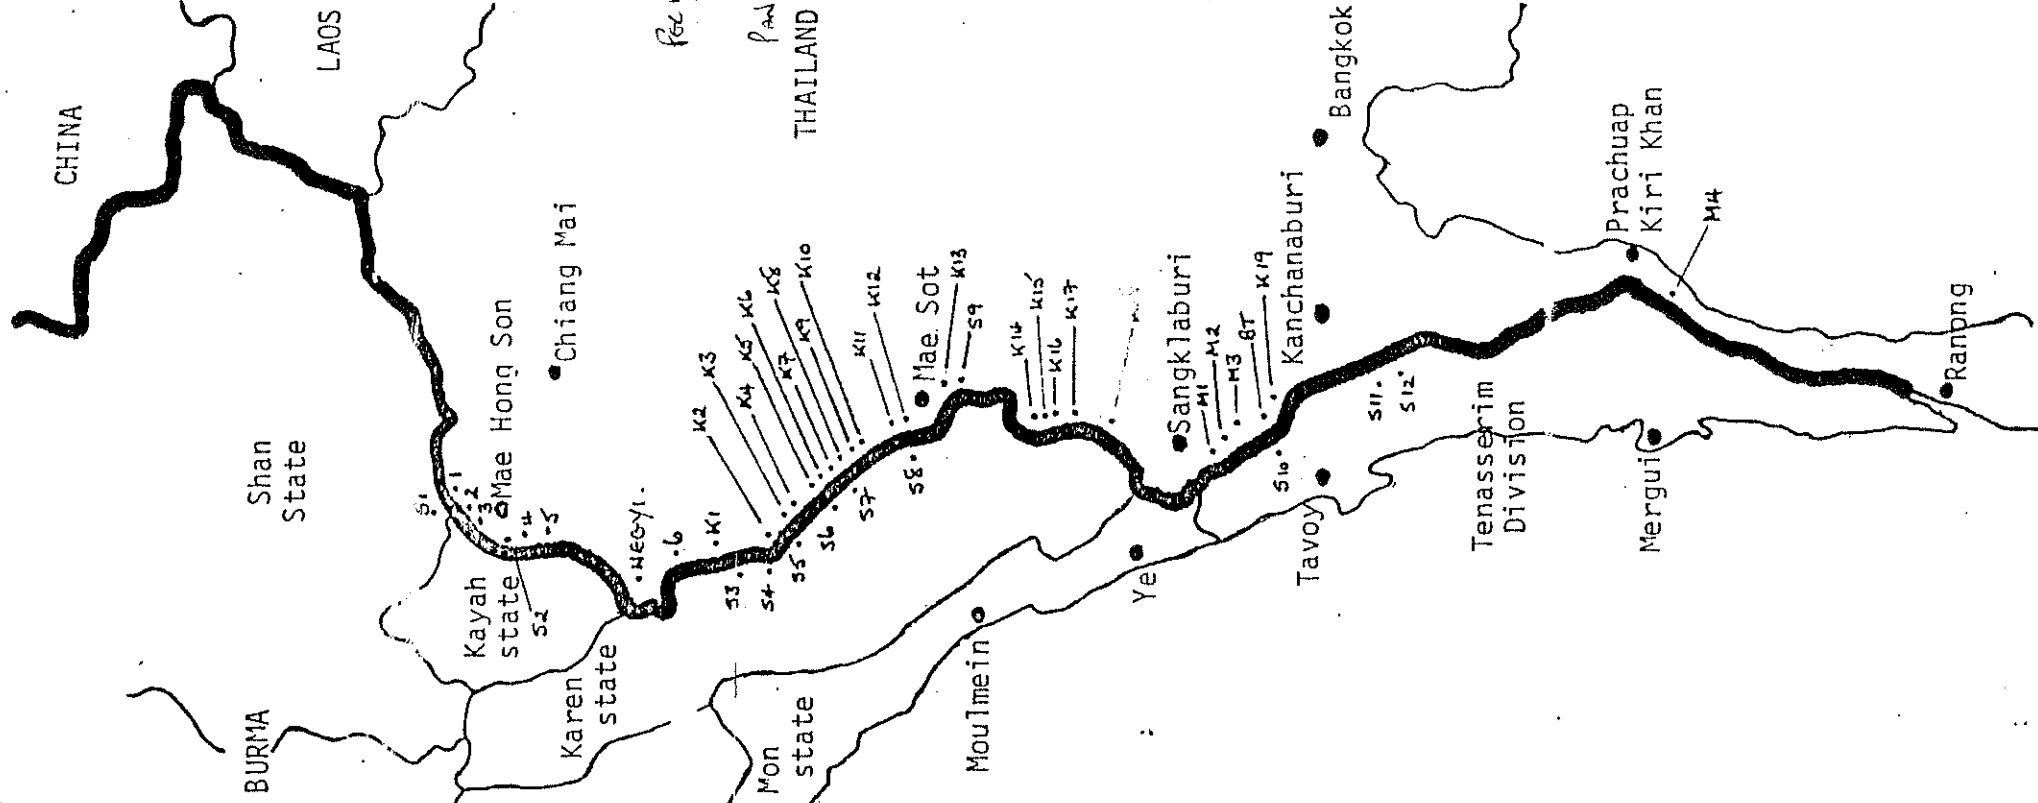 CHINA
LAOS
BURMA
Shan
State
THAILAND
Chiang Mai
S1
1
2
3
Mae Hong Son
4
5
Kayah
state
S2
Karen
state
6
K1
K2
K3
K4
K5
K6
K7
K8
K9
K10
K11
K12
S3
S4
S5
S6
S7
S8
Mae Sot
K13
S9
Mon
state
Moulmein
K14
K15
K16
K17
Ye
Sangklaburi
M1
M2
M3
BT
K19
S10
Kanchanaburi
Bangkok
Tavoy
S11
S12
Tenasserim
Division
Mergui
Prachuap
Kiri Khan
M4
Ranong